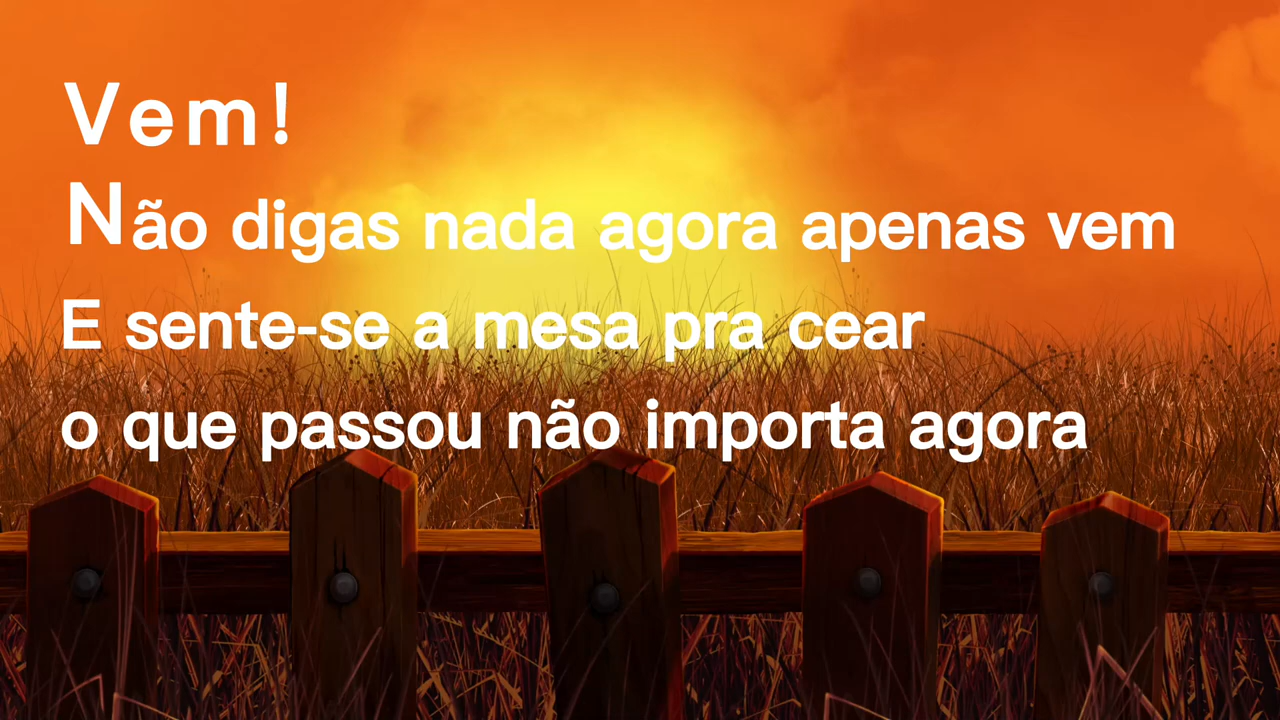 Vem!
Não digas nada agora apenas vem
E sente-se a mesa pra cear
o que passou não importa agora